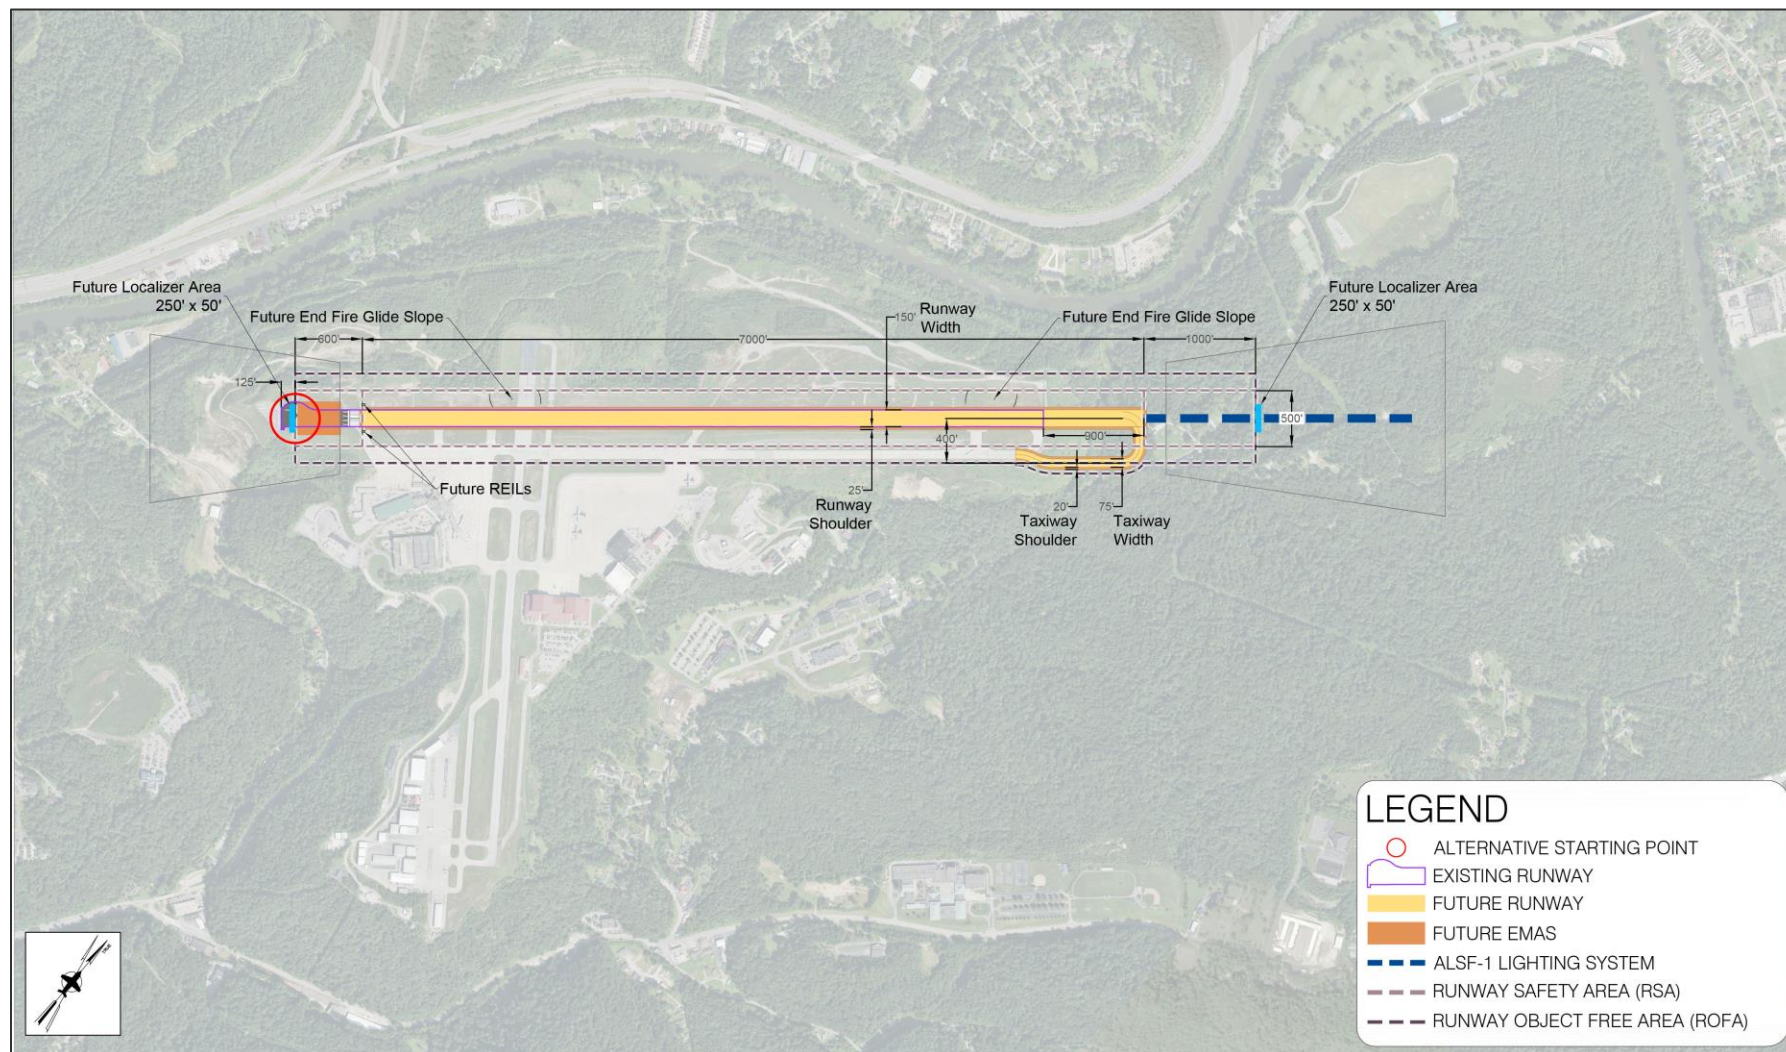 Future Localizer Area
250' x 50'
Future End Fire Glide Slope
600'
7000'
150'
Runway
Width
Future End Fire Glide Slope
1000'
Future Localizer Area
250' x 50'
125'
500'
400'
900'
Future REILs
25'
Runway
Shoulder
20'
Taxiway
Shoulder
75'
Taxiway
Width
LEGEND
ALTERNATIVE STARTING POINT
EXISTING RUNWAY
FUTURE RUNWAY
FUTURE EMAS
ALSF-1 LIGHTING SYSTEM
RUNWAY SAFETY AREA (RSA)
RUNWAY OBJECT FREE AREA (ROFA)